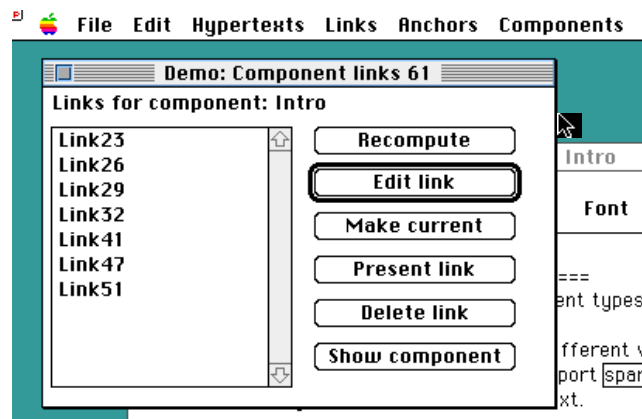 File Edit Hypertexts Links Anchors Components
Demo: Component links 61
Links for component: Intro
Link23
Link26
Link29
Link32
Link41
Link47
Link51
Recompute
Edit link
Make current
Present link
Delete link
Show component
Intro
Font
===
ent types
fferent
port spar
xt.